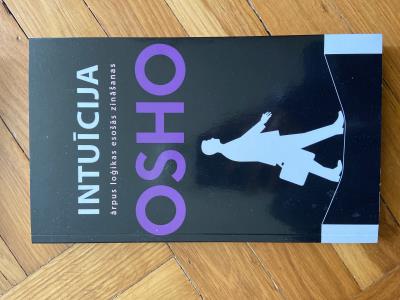 INTUĪCIJA
ārpus loģikas esošās zināšanas
OSHO